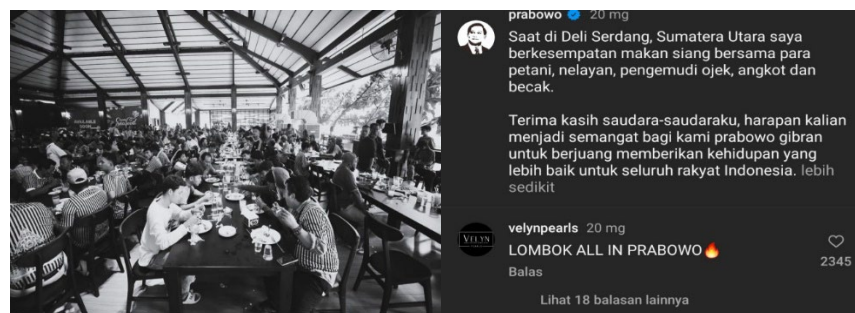 prabowo 20 mg
Saat di Deli Serdang, Sumatera Utara saya
berkesempatan makan siang bersama para
petani, nelayan, pengemudi ojek, angkot dan
becak.
Terima kasih saudara-saudaraku, harapan kalian
menjadi semangat bagi kami prabowo gibran
untuk berjuang memberikan kehidupan yang
lebih baik untuk seluruh rakyat Indonesia. lebih
sedikit
VELYN
velynpearls 20 mg
LOMBOK ALL IN PRABOWO🔥
2345
Balas
Lihat 18 balasan lainnya